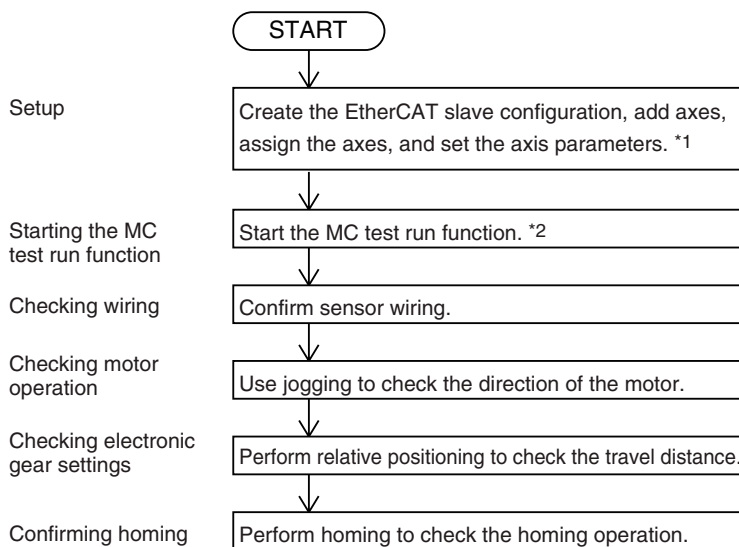 START
Setup
Create the EtherCAT slave configuration, add axes,
assign the axes, and set the axis parameters. *1
Starting the MC
test run function
Start the MC test run function. *2
Checking wiring
Confirm sensor wiring.
Checking motor
operation
Use jogging to check the direction of the motor.
Checking electronic
gear settings
Perform relative positioning to check the travel distance.
Confirming homing
Perform homing to check the homing operation.